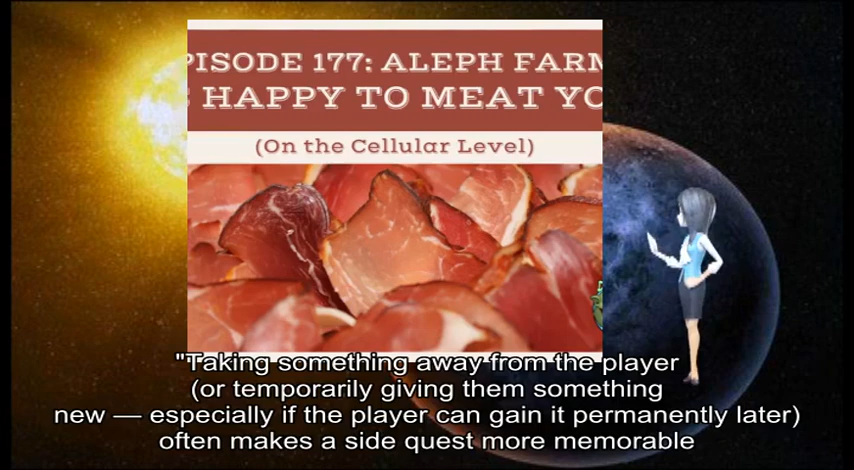 PISODE 177: ALEPH FARM
HAPPY TO MEAT YO
(On the Cellular Level)
"Taking something away from the player
(or temporarily giving them something
new — especially if the player can gain it permanently later)
often makes a side quest more memorable